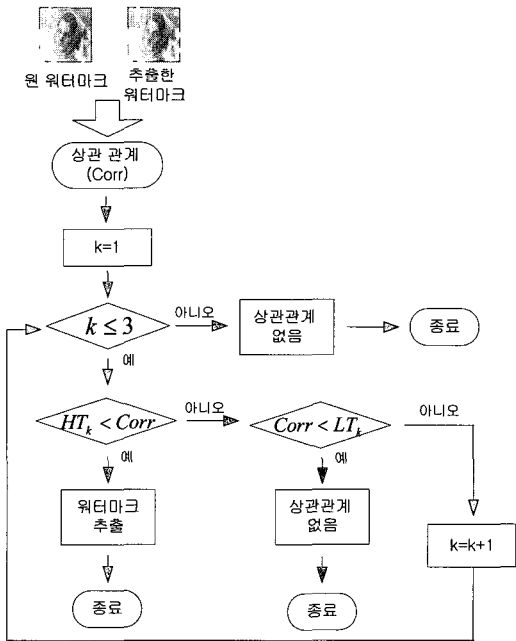 원 워터마크
추출한
워터마크
상관 관계
(Corr)
k=1
k ≤ 3
아니오
상관관계
없음
종료
예
HT_k < Corr
아니오
Corr < LT_k
아니오
예
예
워터마크
추출
상관관계
없음
k=k+1
종료
종료